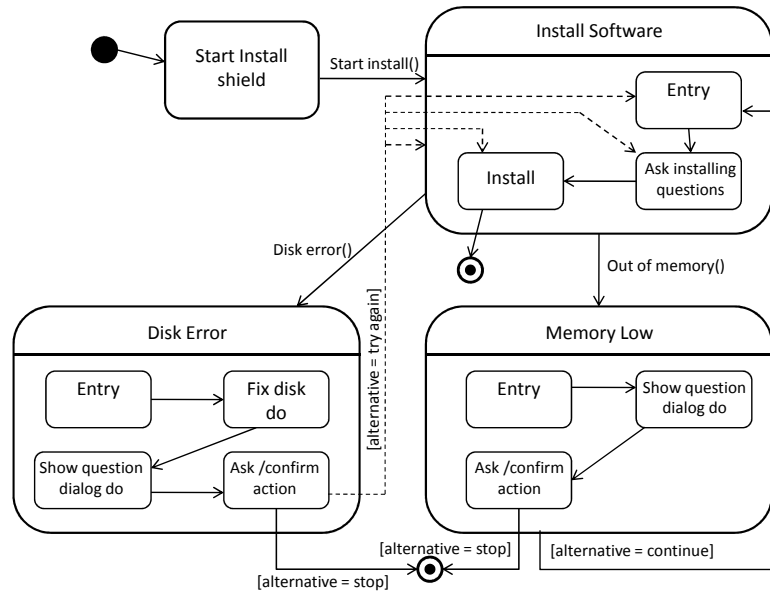 Start Install
shield
Start install()
Install Software
Entry
Ask installing
questions
Install
Disk error()
Out of memory()
[alternative = try again]
Disk Error
Entry
Fix disk
do
Show question
dialog do
Ask /confirm
action
Memory Low
Entry
Show question
dialog do
Ask /confirm
action
[alternative = stop]
[alternative = stop]
[alternative = continue]